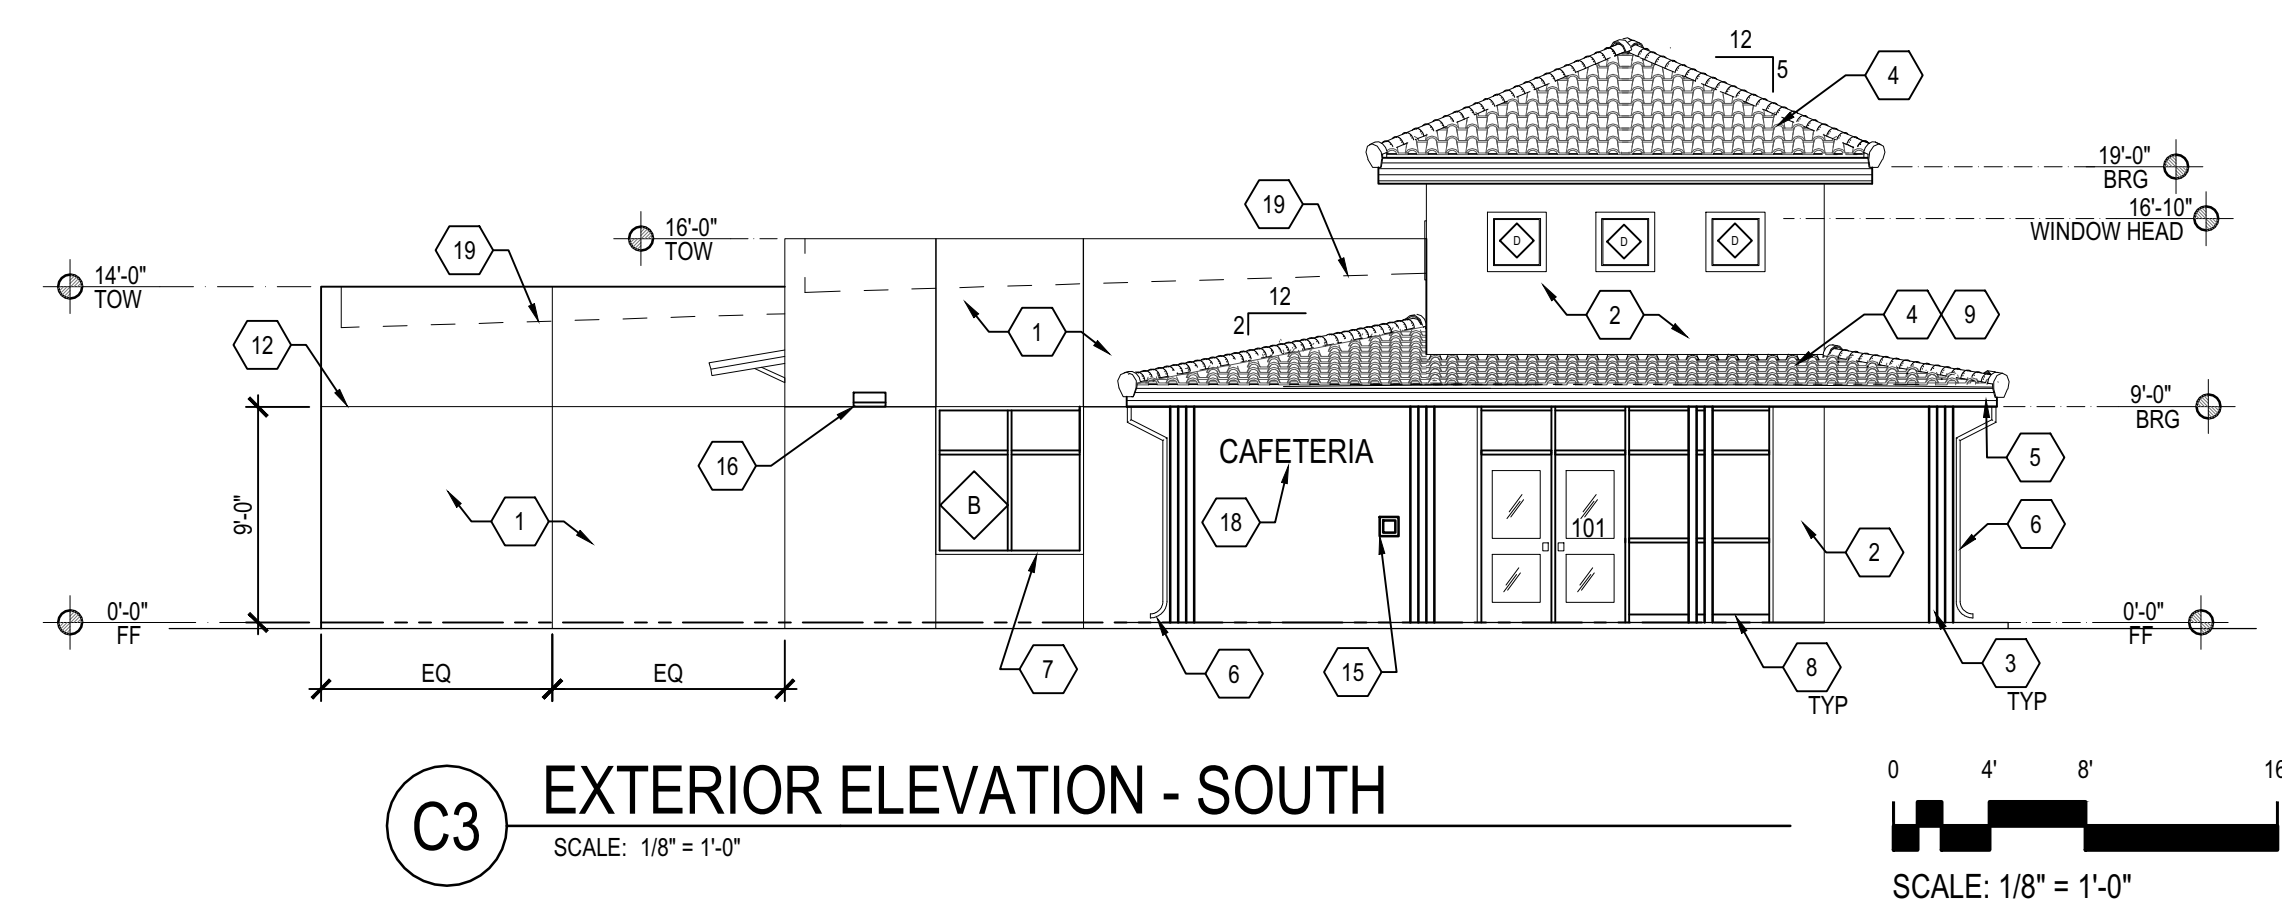 12
5
4
19'-0"
BRG
16'-10"
WINDOW HEAD
19
16'-0"
TOW
19
14'-0"
TOW
D
D
D
12
2
1
2
4
9
12
9'-0"
BRG
16
CAFETERIA
5
B
18
101
1
9'-0"
6
2
0'-0"
FF
0'-0"
FF
EQ
EQ
7
6
15
8
TYP
3
TYP
C3
EXTERIOR ELEVATION - SOUTH
SCALE: 1/8" = 1'-0"
0
4'
8'
16
SCALE: 1/8" = 1'-0"